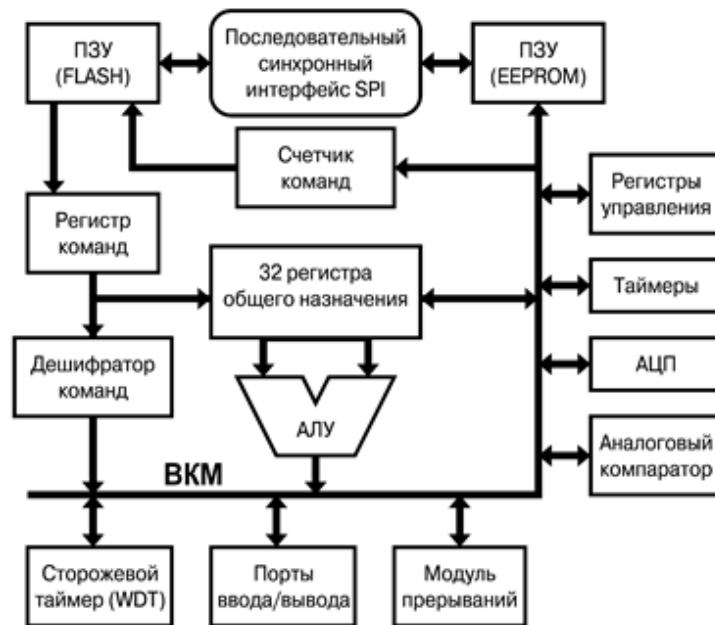 ПЗУ
(FLASH)
Последовательный
синхронный
интерфейс SPI
ПЗУ
(EEPROM)
Счетчик
команд
Регистры
управления
Регистр
команд
32 регистра
общего назначения
Таймеры
Дешифратор
команд
АЦП
АЛУ
Аналоговый
компаратор
ВКМ
Сторожевой
таймер (WDT)
Порты
ввода/вывода
Модуль
прерываний